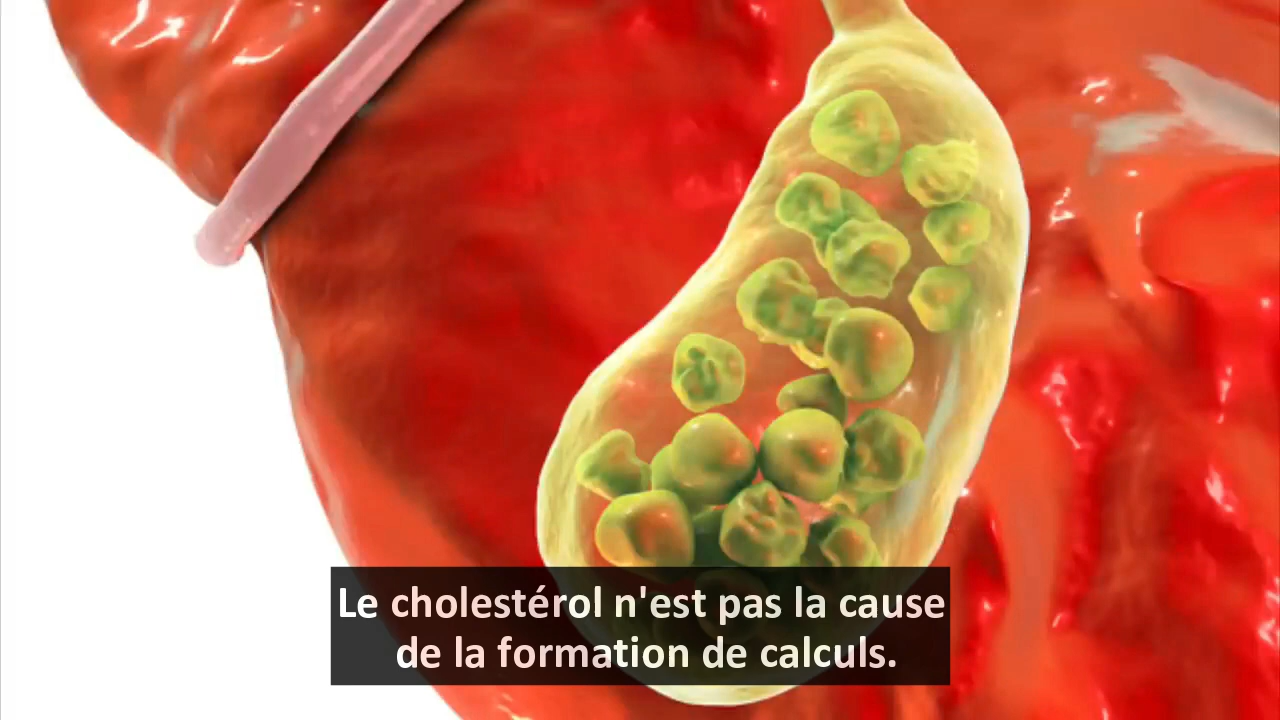 Le cholestérol n'est pas la cause
de la formation de calculs.